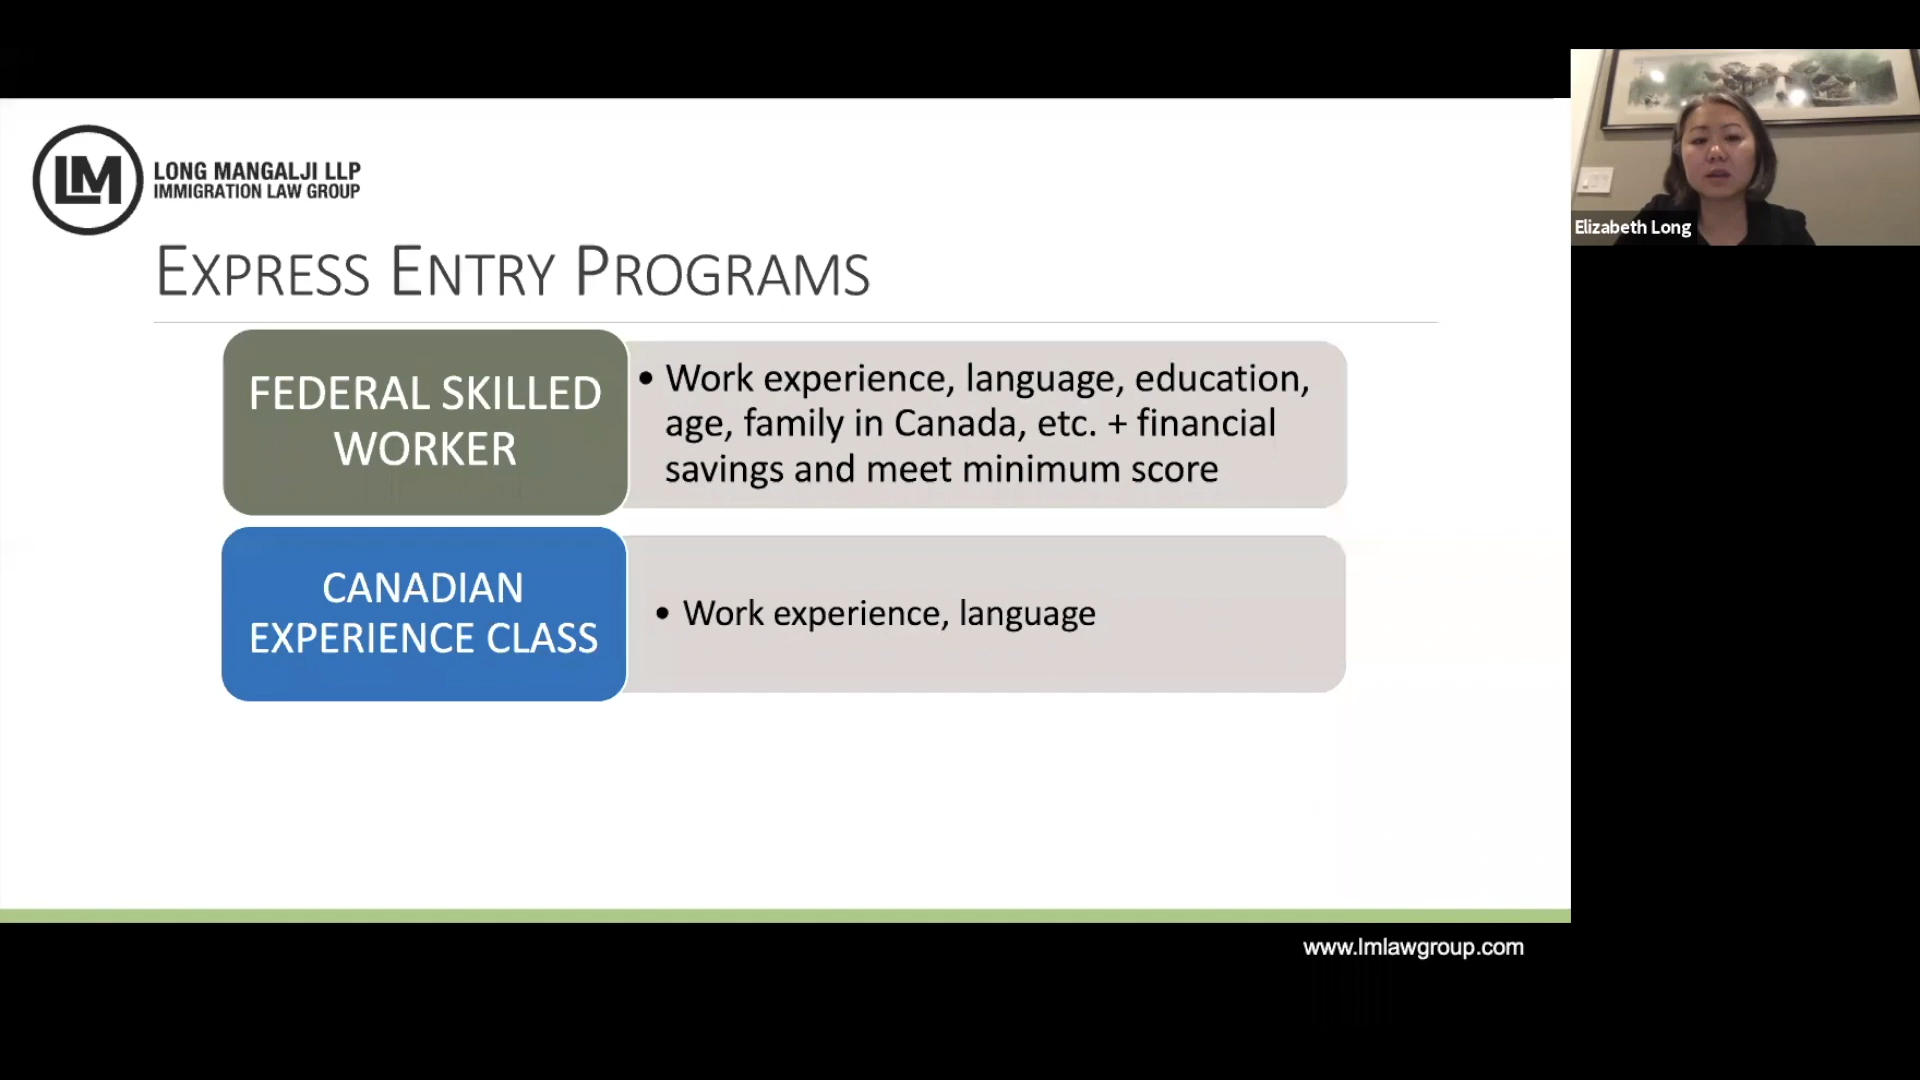 LM
LONG MANGALJI LLP
IMMIGRATION LAW GROUP
EXPRESS ENTRY PROGRAMS
FEDERAL SKILLED
WORKER
• Work experience, language, education,
age, family in Canada, etc. + financial
savings and meet minimum score
CANADIAN
EXPERIENCE CLASS
• Work experience, language
Elizabeth Long
www.lmlawgroup.com